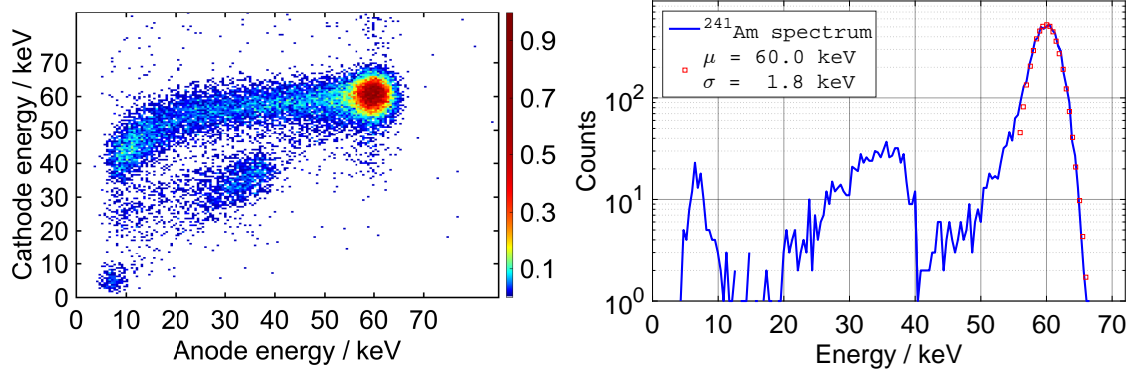 Cathode energy / keV
70
60
50
40
30
20
10
0
0 10 20 30 40 50 60 70
Anode energy / keV
0.9
0.7
0.5
0.3
0.1
Counts
10²
10¹
10⁰
²⁴¹Am spectrum
μ = 60.0 keV
σ = 1.8 keV
0 10 20 30 40 50 60 70
Energy / keV